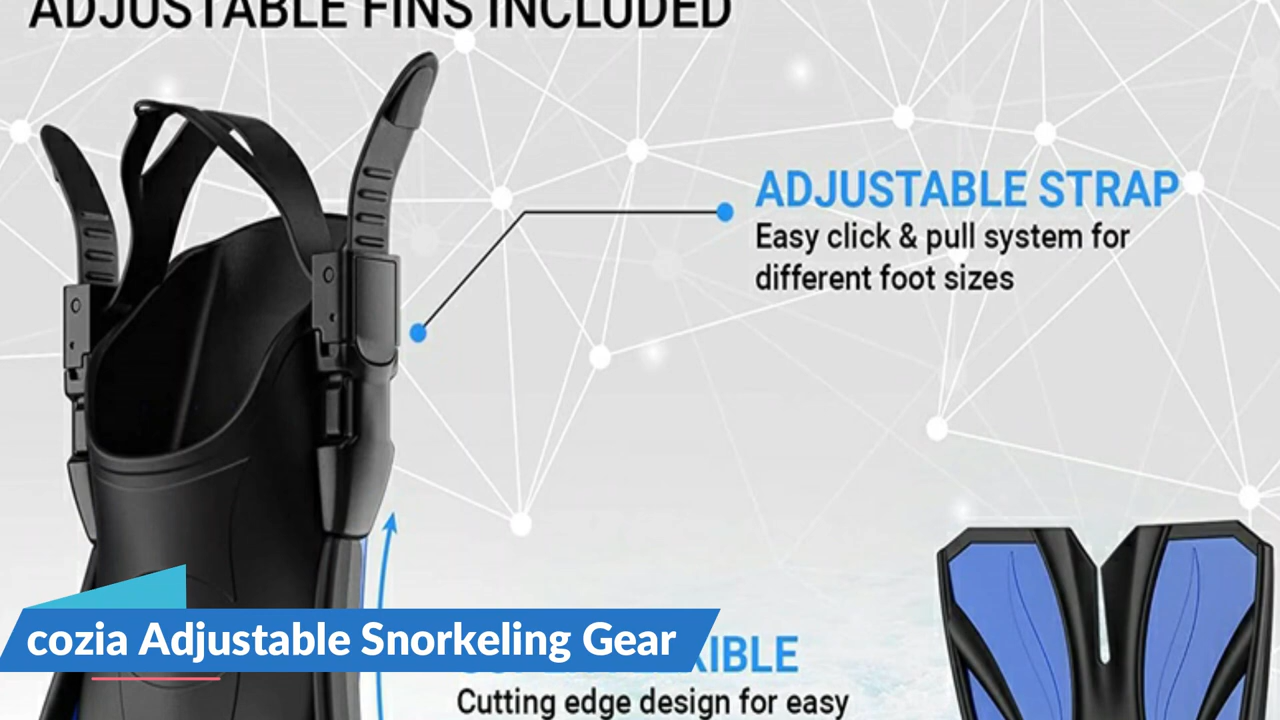 ADJUSTABLE FINS INCLUDED
ADJUSTABLE STRAP
Easy click & pull system for
different foot sizes
cozia Adjustable Snorkeling Gear
Cutting edge design for easy